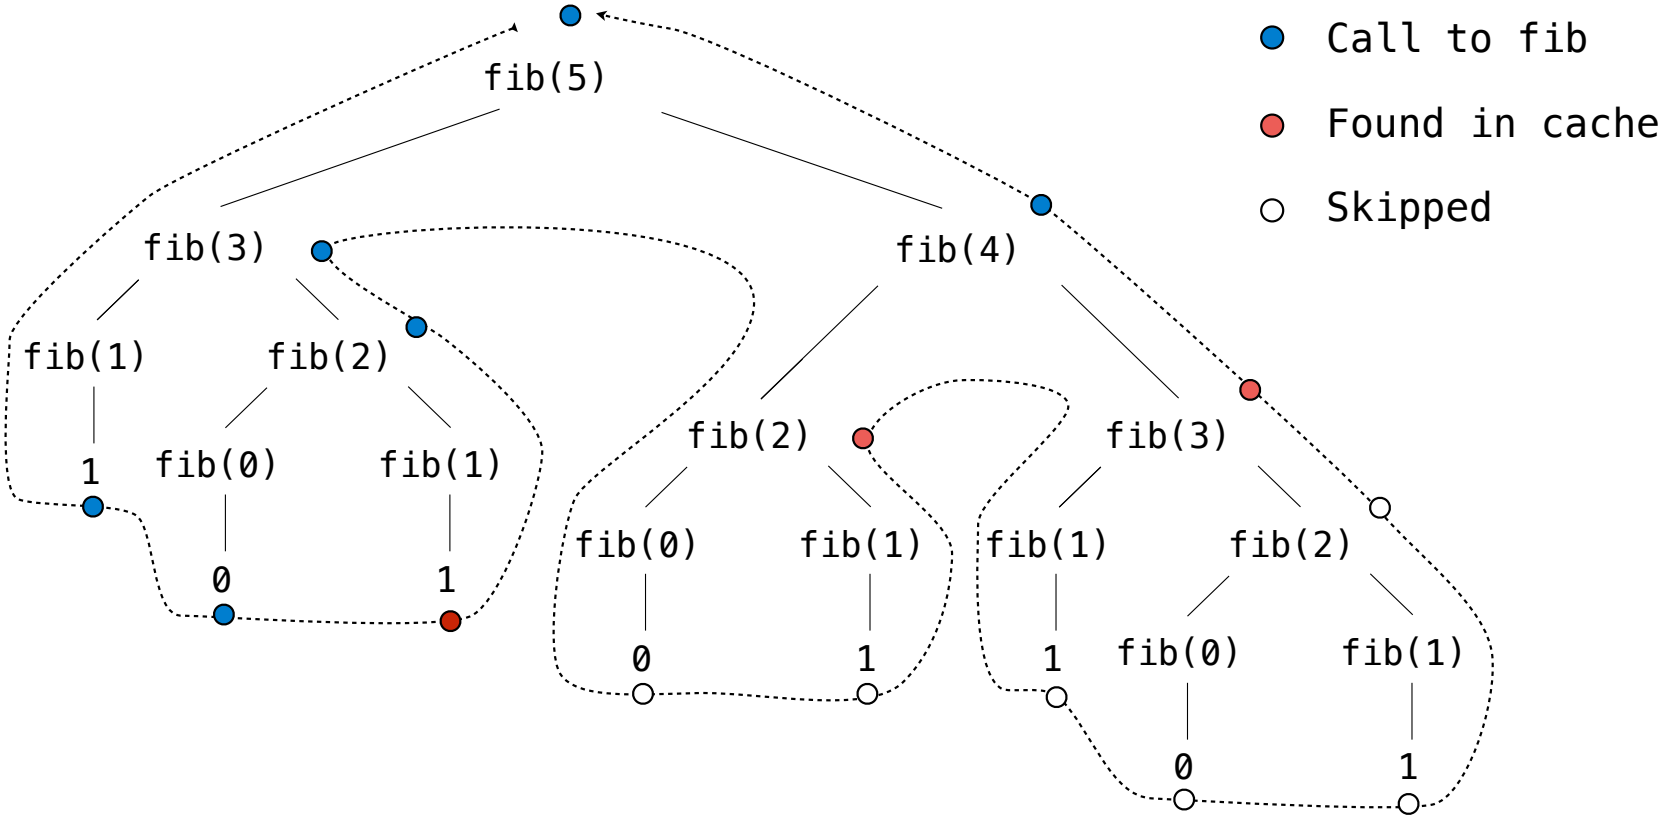 Call to fib
fib(5)
Found in cache
Skipped
fib(3)
fib(4)
fib(1)
fib(2)
fib(2)
fib(3)
1
fib(0)
fib(1)
fib(0)
fib(1)
fib(1)
fib(2)
0
1
0
1
1
fib(0)
fib(1)
0
1